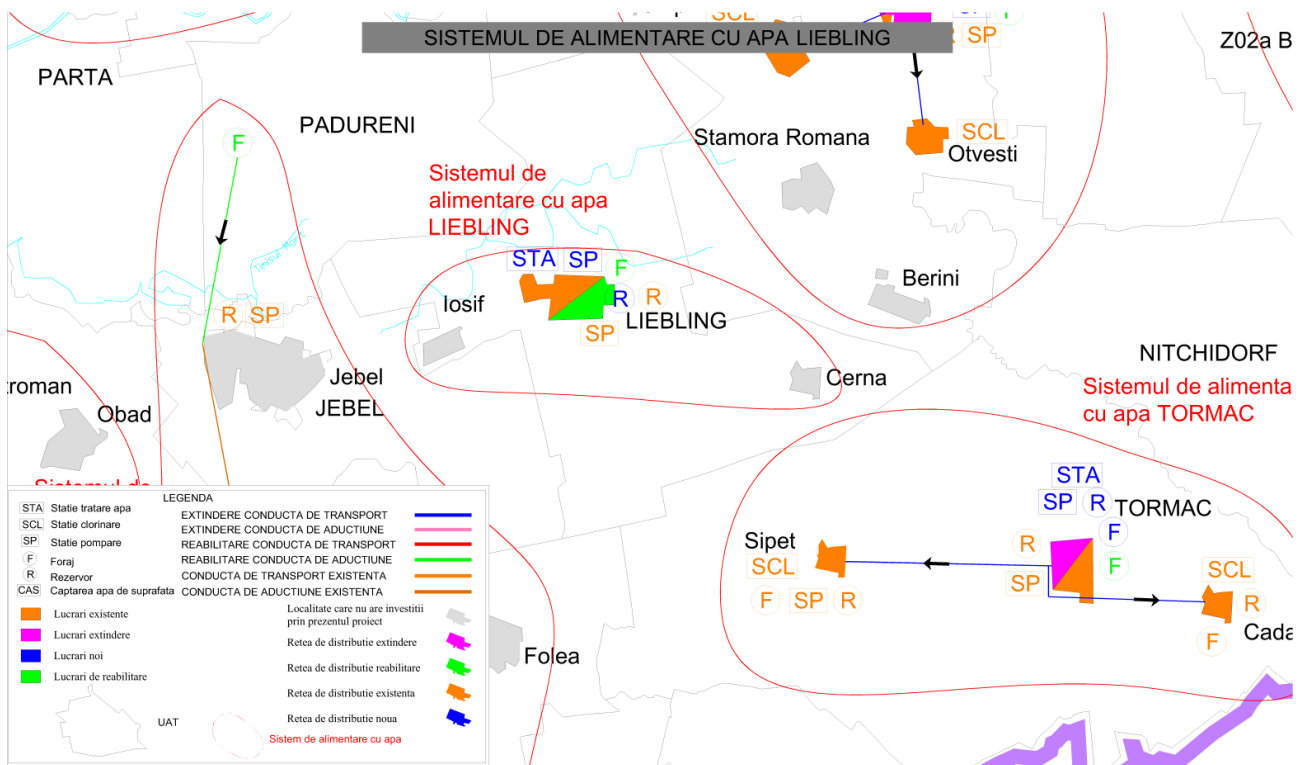 SCL
F
SISTEMUL DE ALIMENTARE CU APA LIEBLING
SP
Z02a B
PARTA
PADURENI
F
Stamora Romana
SCL
Otvesti
Sistemul de
alimentare cu apa
LIEBLING
Timisul Mort
STA SP F
R R
LIEBLING
SP
Iosif
Berini
R SP
Jebel
JEBEL
Cerna
NITCHIDORF
Sistemul de alimenta
cu apa TORMAC
troman
Obad
Sistemul de
STA
SP R
TORMAC
F
R
F
SP
Sipet
SCL
F SP R
SCL
R
F
Cada
Folea
LEGENDA
STA Statie tratare apa
SCL Statie clorinare
SP Statie pompare
F Foraj
R Rezervor
CAS Captarea apa de suprafata
EXTINDERE CONDUCTA DE TRANSPORT
EXTINDERE CONDUCTA DE ADUCTIUNE
REABILITARE CONDUCTA DE TRANSPORT
REABILITARE CONDUCTA DE ADUCTIUNE
CONDUCTA DE TRANSPORT EXISTENTA
CONDUCTA DE ADUCTIUNE EXISTENTA
Lucrari existente
Lucrari extindere
Lucrari noi
Lucrari de reabilitare
Localitate care nu are investitii
prin prezentul proiect
Retea de distributie extindere
Retea de distributie reabilitare
Retea de distributie existenta
Retea de distributie noua
UAT
Sistem de alimentare cu apa